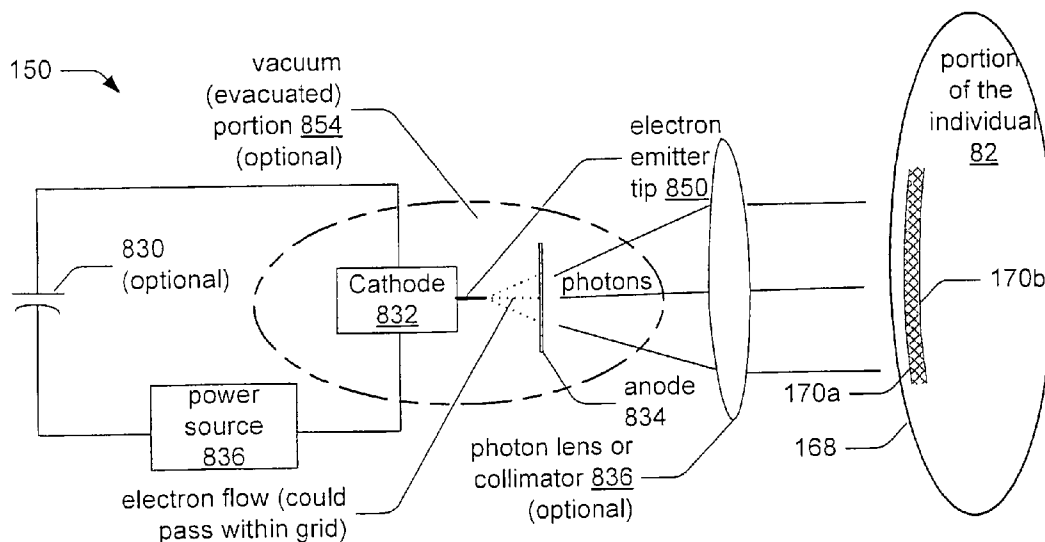 150
vacuum
(evacuated)
portion 854
(optional)
electron
emitter
tip 850
portion
of the
individual
82
830
(optional)
Cathode
832
photons
170b
power
source
836
anode
834
170a
168
photon lens or
collimator 836
(optional)
electron flow (could
pass within grid)